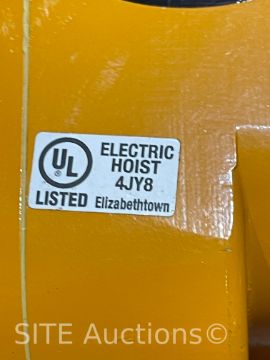 UL
®
ELECTRIC
HOIST
4JY8
LISTED Elizabethtown
SITE Auctions©